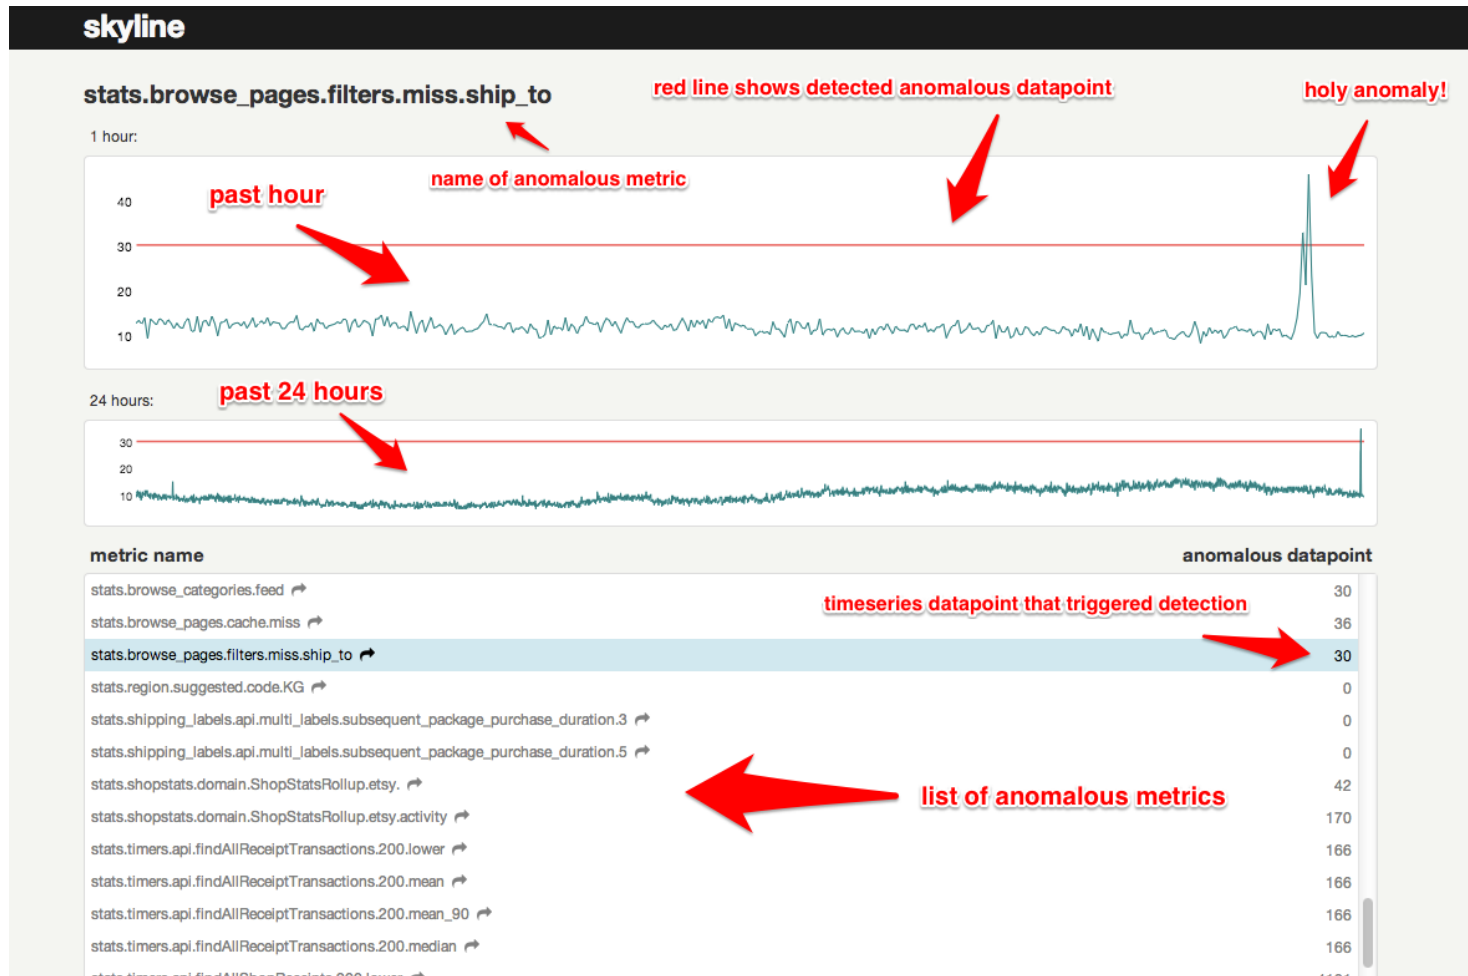 skyline
stats.browse_pages.filters.miss.ship_to
red line shows detected anomalous datapoint
holy anomaly!
1 hour:
name of anomalous metric
past hour
40
30
20
10
24 hours:
past 24 hours
30
20
10
metric name anomalous datapoint
stats.browse_categories.feed 30
timeseries datapoint that triggered detection
stats.browse_pages.cache.miss 36
stats.browse_pages.filters.miss.ship_to 30
stats.region.suggested.code.KG 0
stats.shipping_labels.api.multi_labels.subsequent_package_purchase_duration.3 0
stats.shipping_labels.api.multi_labels.subsequent_package_purchase_duration.5 0
stats.shopstats.domain.ShopStatsRollup.etsy. 42
list of anomalous metrics
stats.shopstats.domain.ShopStatsRollup.etsy.activity 170
stats.timers.api.findAllReceiptTransactions.200.lower 166
stats.timers.api.findAllReceiptTransactions.200.mean 166
stats.timers.api.findAllReceiptTransactions.200.mean_90 166
stats.timers.api.findAllReceiptTransactions.200.median 166